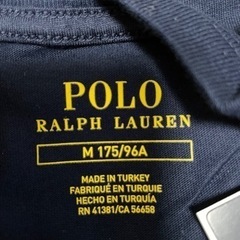 POLO
RALPH LAUREN
M 175/96A
MADE IN TURKEY
FABRIQUÉ EN TURQUIE
HECHO EN TURQUÍA
RN 41381/CA 56658